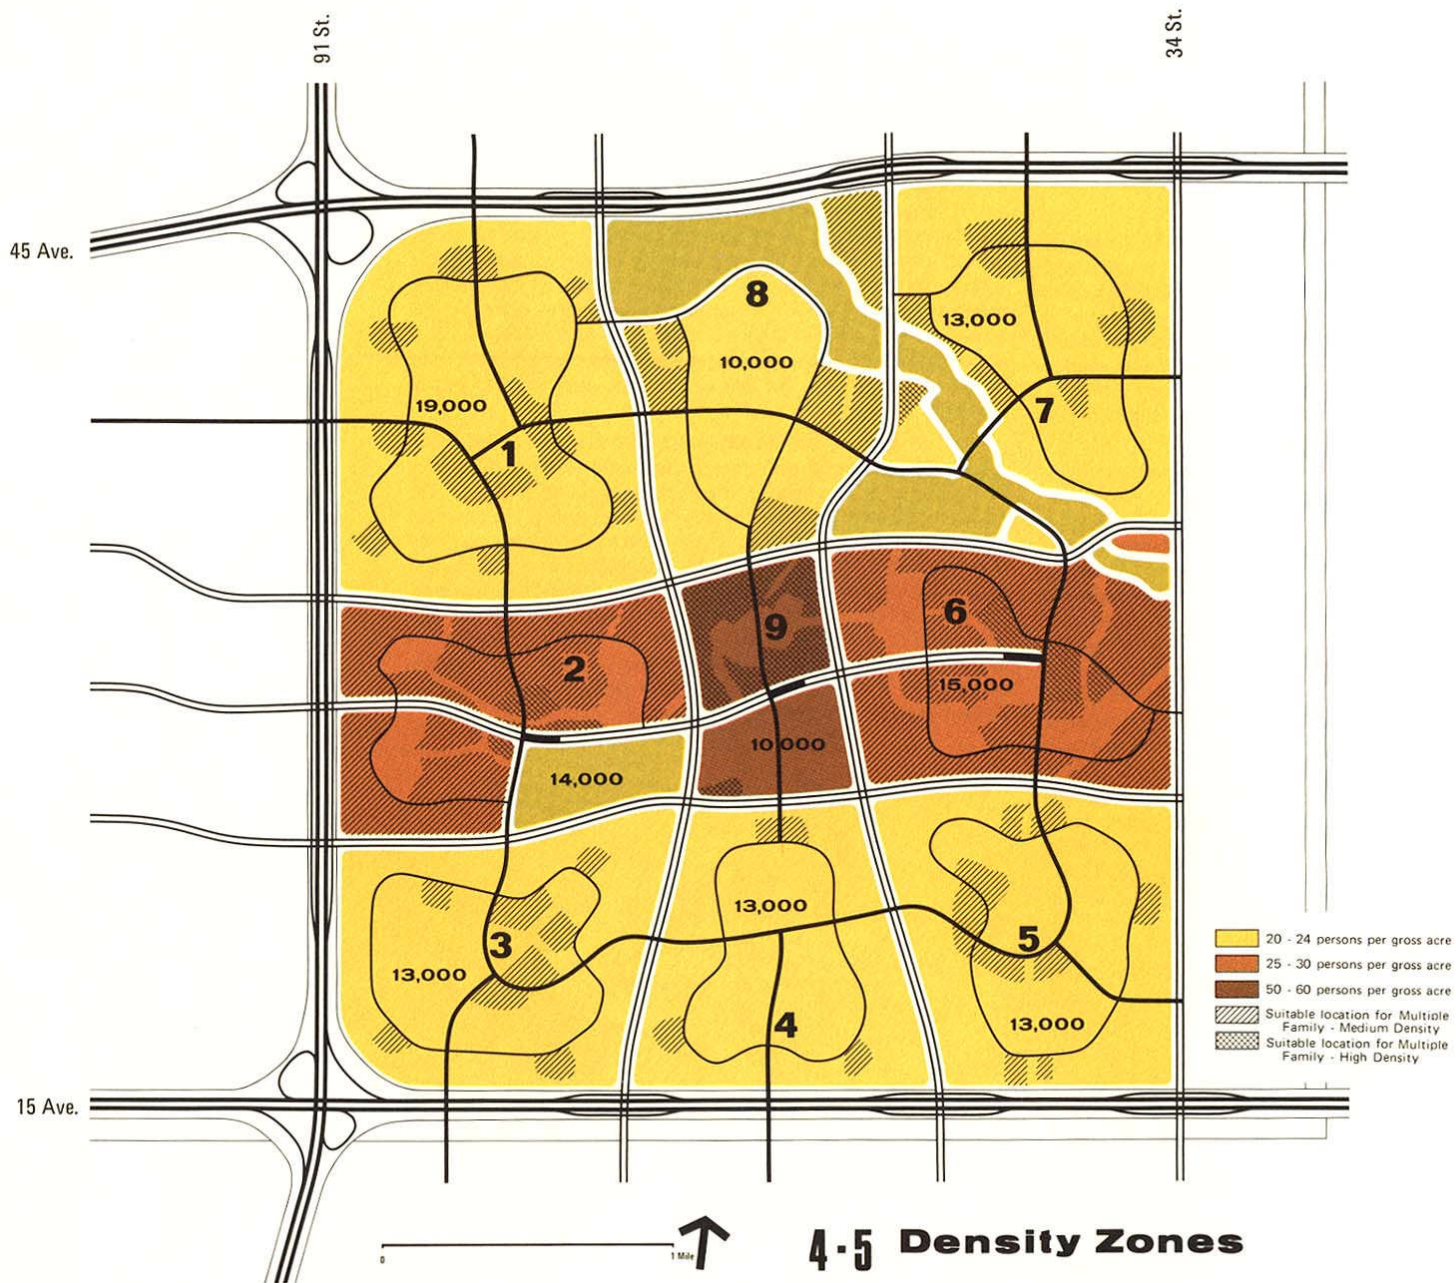 91 St.
34 St.
45 Ave.
8
13,000
10,000
19,000
7
1
9
6
2
15,000
10,000
14,000
13,000
3
5
13,000
4
13,000
20 - 24 persons per gross acre
25 - 30 persons per gross acre
50 - 60 persons per gross acre
Suitable location for Multiple
Family - Medium Density
Suitable location for Multiple
Family - High Density
15 Ave.
0
1 Mile
4·5 Density Zones